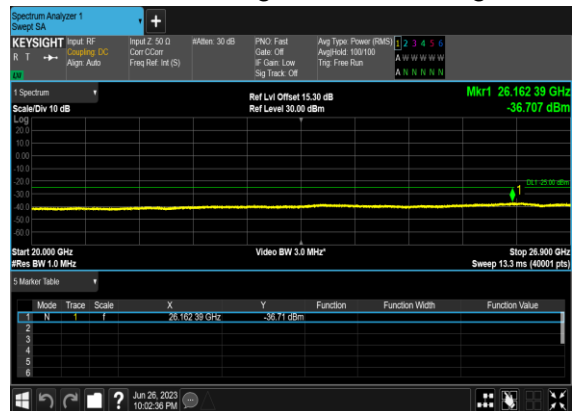 Spectrum Analyzer 1
Swept SA
+
KEYSIGHT Input: RF Input Z: 50 Ω #Atten: 30 dB PNO: Fast Avg Type: Power (RMS) 1 2 3 4 5 6
R T Coupling: DC Corr CCorr Gate: Off Avg|Hold: 100/100 A W W W W W
Align: Auto Freq Ref: Int (S) IF Gain: Low Trig: Free Run
Sig Track: Off A N N N N N
1 Spectrum Ref Lvl Offset 15.30 dB Mkr1 26.162 39 GHz
Scale/Div 10 dB Ref Level 30.00 dBm -36.707 dBm
Log
20.0
10.0
0.00
-10.0
-20.0
DL1 -25.00 dBm
1
-30.0
-40.0
-50.0
-60.0
Start 20.000 GHz Video BW 3.0 MHz* Stop 26.900 GHz
#Res BW 1.0 MHz Sweep 13.3 ms (40001 pts)
5 Marker Table
Mode Trace Scale X Y Function Function Width Function Value
1 N 1 f 26.162 39 GHz -36.71 dBm
2
3
4
5
6
? Jun 26, 2023
10:02:36 PM